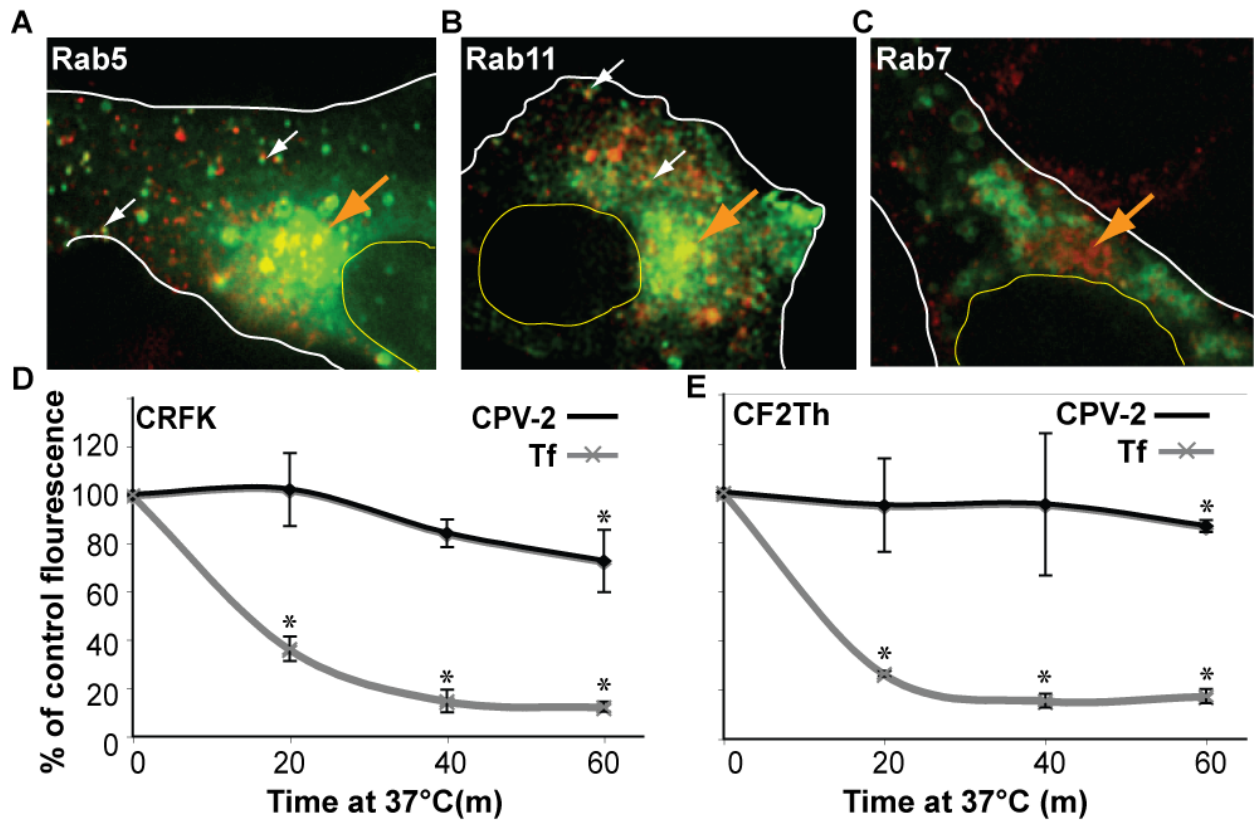 A
B
C
Rab5
Rab11
Rab7
D
E
CRFK
CPV-2
Tf
CF2Th
CPV-2
Tf
% of control flourescence
120
100
80
60
40
20
0
*
*
*
*
*
*
*
*
0 20 40 60
0 20 40 60
Time at 37°C(m)
Time at 37°C (m)